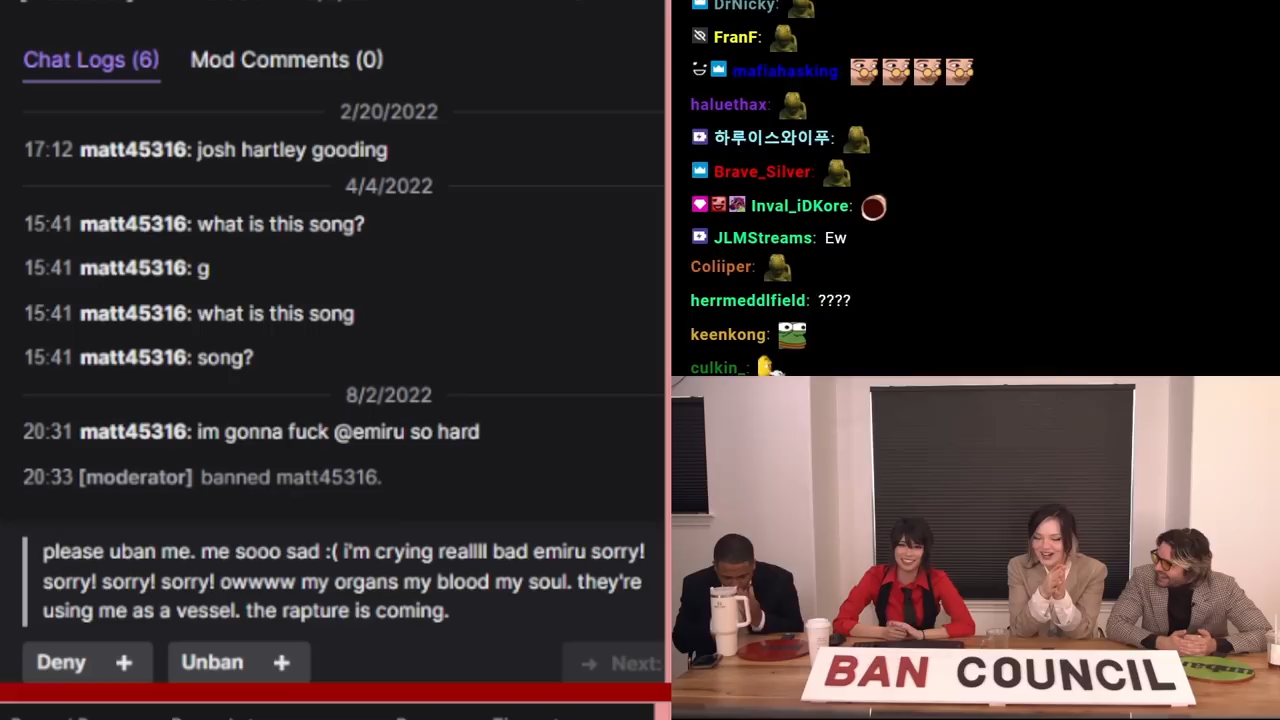 Chat Logs (6) Mod Comments (0)
2/20/2022
17:12 matt45316: josh hartley gooding
4/4/2022
15:41 matt45316: what is this song?
15:41 matt45316: g
15:41 matt45316: what is this song
15:41 matt45316: song?
8/2/2022
20:31 matt45316: im gonna fuck @emiru so hard
20:33 [moderator] banned matt45316.
please uban me. me sooo sad :( i'm crying reallll bad emiru sorry!
sorry! sorry! sorry! owwww my organs my blood my soul. they're
using me as a vessel. the rapture is coming.
Deny +
Unban +
→ Next:
DrNicky:
FranF:
mafiahasking:
haluethax:
하루이스와이푸:
Brave_Silver:
Inval_iDKore:
JLMStreams: Ew
Coliiper:
herrmeddlfield: ????
keenkong:
culkin_:
BAN COUNCIL